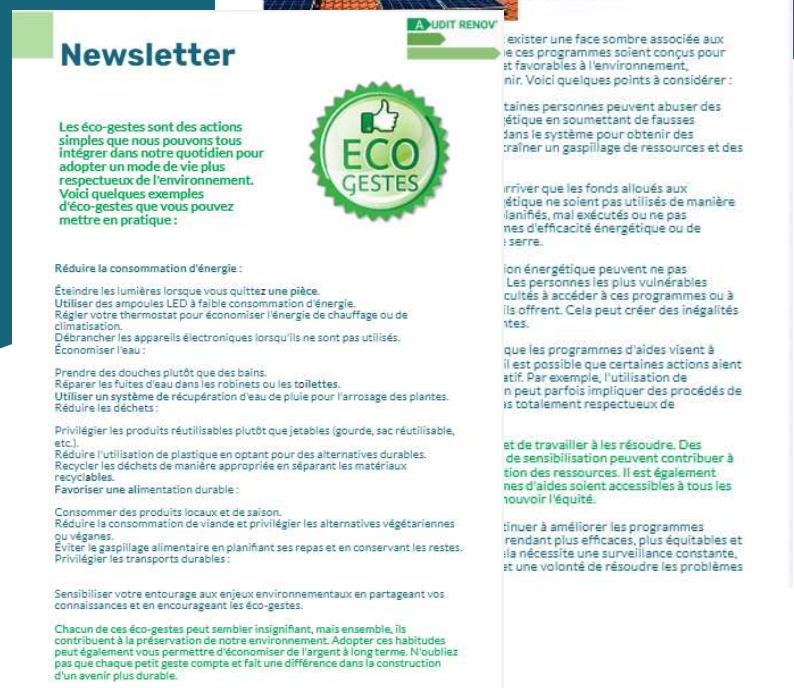 AUDIT RENOV'
Newsletter
Les éco-gestes sont des actions
simples que nous pouvons tous
intégrer dans notre quotidien pour
adopter un mode de vie plus
respectueux de l'environnement.
Voici quelques exemples
d'éco-gestes que vous pouvez
mettre en pratique :
ECO
GESTES
Réduire la consommation d'énergie :
Éteindre les lumières lorsque vous quittez une pièce.
Utiliser des ampoules LED à faible consommation d'énergie.
Régler votre thermostat pour économiser l'énergie de chauffage ou de
climatisation.
Débrancher les appareils électroniques lorsqu'ils ne sont pas utilisés.
Économiser l'eau :
Prendre des douches plutôt que des bains.
Réparer les fuites d'eau dans les robinets ou les toilettes.
Utiliser un système de récupération d'eau de pluie pour l'arrosage des plantes.
Réduire les déchets :
Privilégier les produits réutilisables plutôt que jetables (gourde, sac réutilisable,
etc.).
Réduire l'utilisation de plastique en optant pour des alternatives durables.
Recycler les déchets de manière appropriée en séparant les matériaux
recyclables.
Favoriser une alimentation durable :
Consommer des produits locaux et de saison.
Réduire la consommation de viande et privilégier les alternatives végétariennes
ou véganes.
Éviter le gaspillage alimentaire en planifiant ses repas et en conservant les restes.
Privilégier les transports durables :
Sensibiliser votre entourage aux enjeux environnementaux en partageant vos
connaissances et en encourageant les éco-gestes.
Chacun de ces éco-gestes peut sembler insignifiant, mais ensemble, ils
contribuent à la préservation de notre environnement. Adopter ces habitudes
peut également vous permettre d'économiser de l'argent à long terme. N'oubliez
pas que chaque petit geste compte et fait une différence dans la construction
d'un avenir plus durable.
exister une face sombre associée aux
ces programmes soient conçus pour
et favorables à l'environnement,
nir. Voici quelques points à considérer :
taines personnes peuvent abuser des
gétique en soumettant de fausses
dans le système pour obtenir des
traîner un gaspillage de ressources et des
arriver que les fonds alloués aux
gétique ne soient pas utilisés de manière
planifiés, mal exécutés ou ne pas
mes d'efficacité énergétique ou de
serre.
ion énergétique peuvent ne pas
Les personnes les plus vulnérables
cultés à accéder à ces programmes ou à
ils offrent. Cela peut créer des inégalités
ntes.
que les programmes d'aides visent à
il est possible que certaines actions aient
atif. Par exemple, l'utilisation de
n peut parfois impliquer des procédés de
s totalement respectueux de
et de travailler à les résoudre. Des
de sensibilisation peuvent contribuer à
tion des ressources. Il est également
mes d'aides soient accessibles à tous les
nouvoir l'équité.
tinuer à améliorer les programmes
rendant plus efficaces, plus équitables et
la nécessite une surveillance constante,
et une volonté de résoudre les problèmes